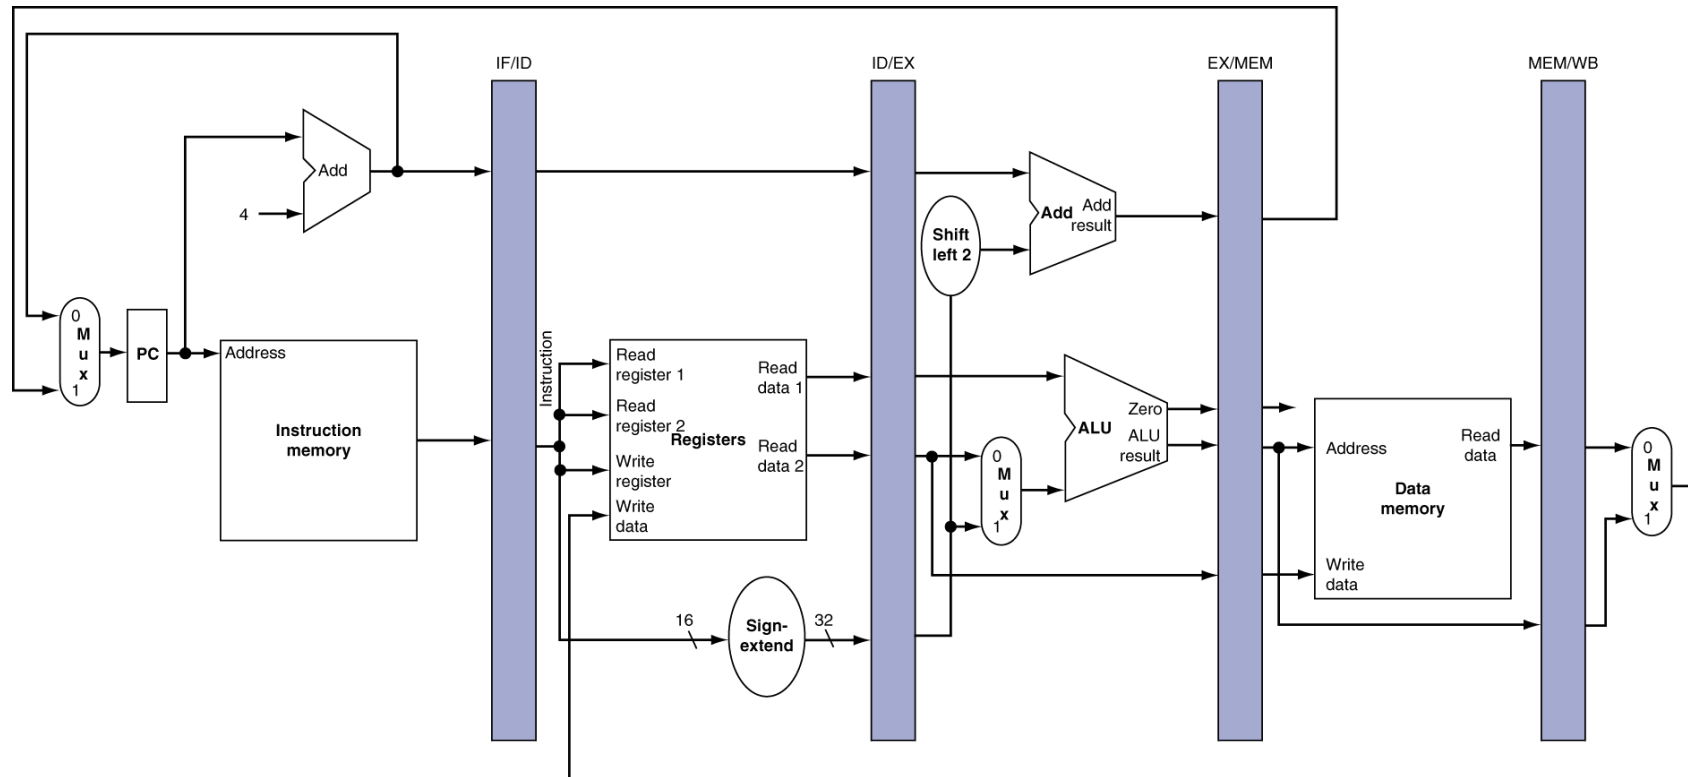 IF/ID
ID/EX
EX/MEM
MEM/WB
Add
4
Add
Add
result
Shift
left 2
0
M
u
x
1
PC
Address
Instruction
memory
Instruction
Read
register 1
Read
register 2
Registers
Write
register
Write
data
Read
data 1
Read
data 2
16
Sign-
extend
32
0
M
u
x
1
Zero
ALU
ALU
result
Address
Read
data
Data
memory
Write
data
0
M
u
x
1